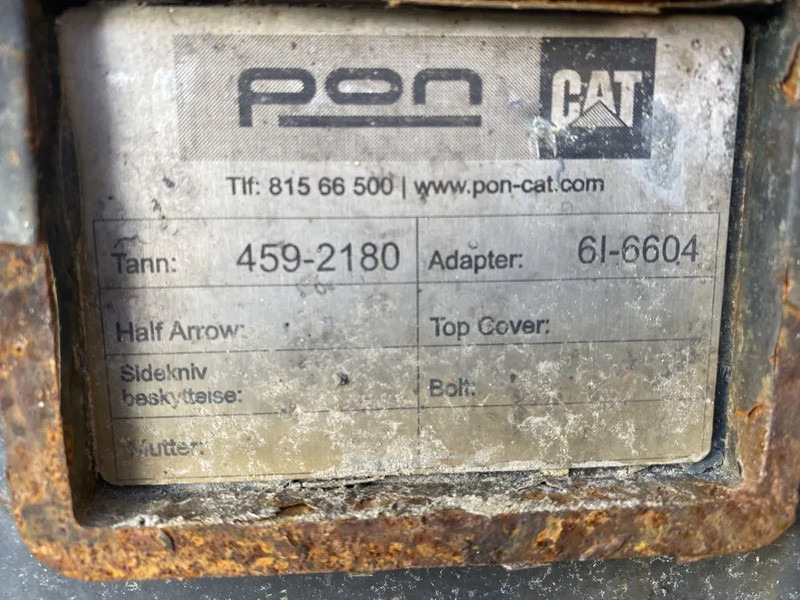 pon CAT
Tlf: 815 66 500 | www.pon-cat.com
Tann: 459-2180 Adapter: 6I-6604
Half Arrow: Top Cover:
Sidekniv
beskyttelse: Bolt:
Mutter: